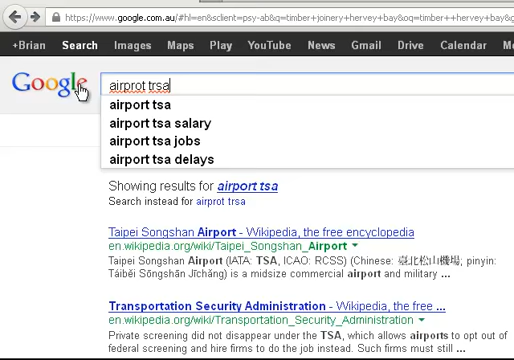 https://www.google.com.au/#hl=en&sclient=psy-ab&q=timber+joinery+hervey+bay&oq=timber++hervey+bay&g
+Brian Search Images Maps Play YouTube News Gmail Drive Calendar More
Google
airprot trsa
airport tsa
airport tsa salary
airport tsa jobs
airport tsa delays
Showing results for airport tsa
Search instead for airprot trsa
Taipei Songshan Airport - Wikipedia, the free encyclopedia
en.wikipedia.org/wiki/Taipei_Songshan_Airport
Taipei Songshan Airport (IATA: TSA, ICAO: RCSS) (Chinese: 臺北松山機場; pinyin:
Táiběi Sōngshān Jīchǎng) is a midsize commercial airport and military ...
Transportation Security Administration - Wikipedia, the free ...
en.wikipedia.org/wiki/Transportation_Security_Administration
Private screening did not disappear under the TSA, which allows airports to opt out of
federal screening and hire firms to do the job instead. Such firms must still ...